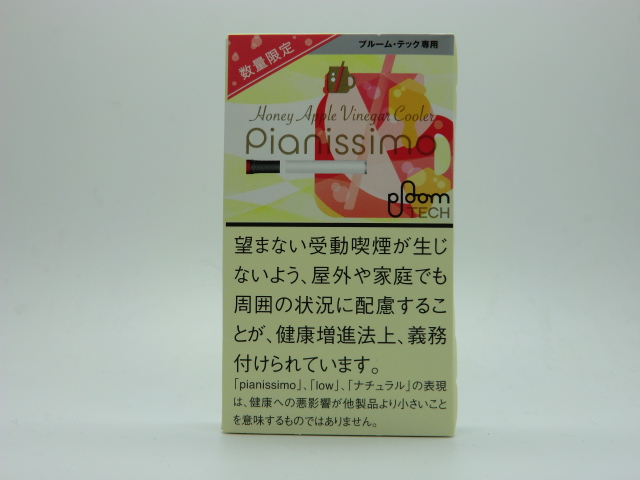 数量限定
ブルーム・テック専用
Honey Apple Vinegar Cooler
Pianissimo
ploom
TECH
望まない受動喫煙が生じ
ないよう、屋外や家庭でも
周囲の状況に配慮するこ
とが、健康増進法上、義務
付けられています。
「pianissimo」、「low」、「ナチュラル」の表現
は、健康への悪影響が他製品より小さいこと
を意味するものではありません。